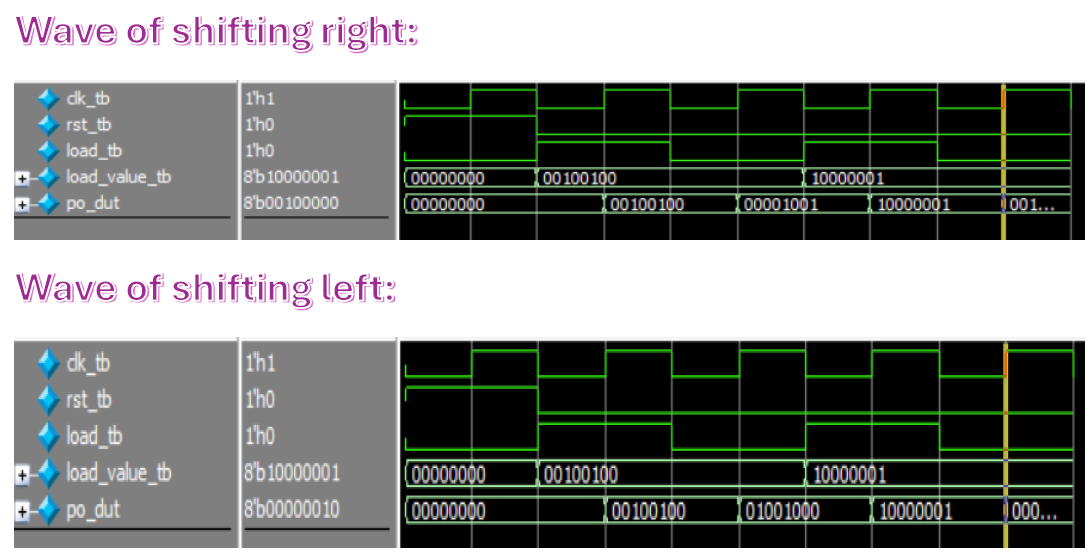 Wave of shifting right:
clk_tb 1'h1
rst_tb 1'h0
load_tb 1'h0
load_value_tb 8'b10000001 00000000 00100100 10000001
po_dut 8'b00100000 00000000 00100100 00001001 10000001 001...
Wave of shifting left:
clk_tb 1'h1
rst_tb 1'h0
load_tb 1'h0
load_value_tb 8'b10000001 00000000 00100100 10000001
po_dut 8'b00000010 00000000 00100100 01001000 10000001 000...